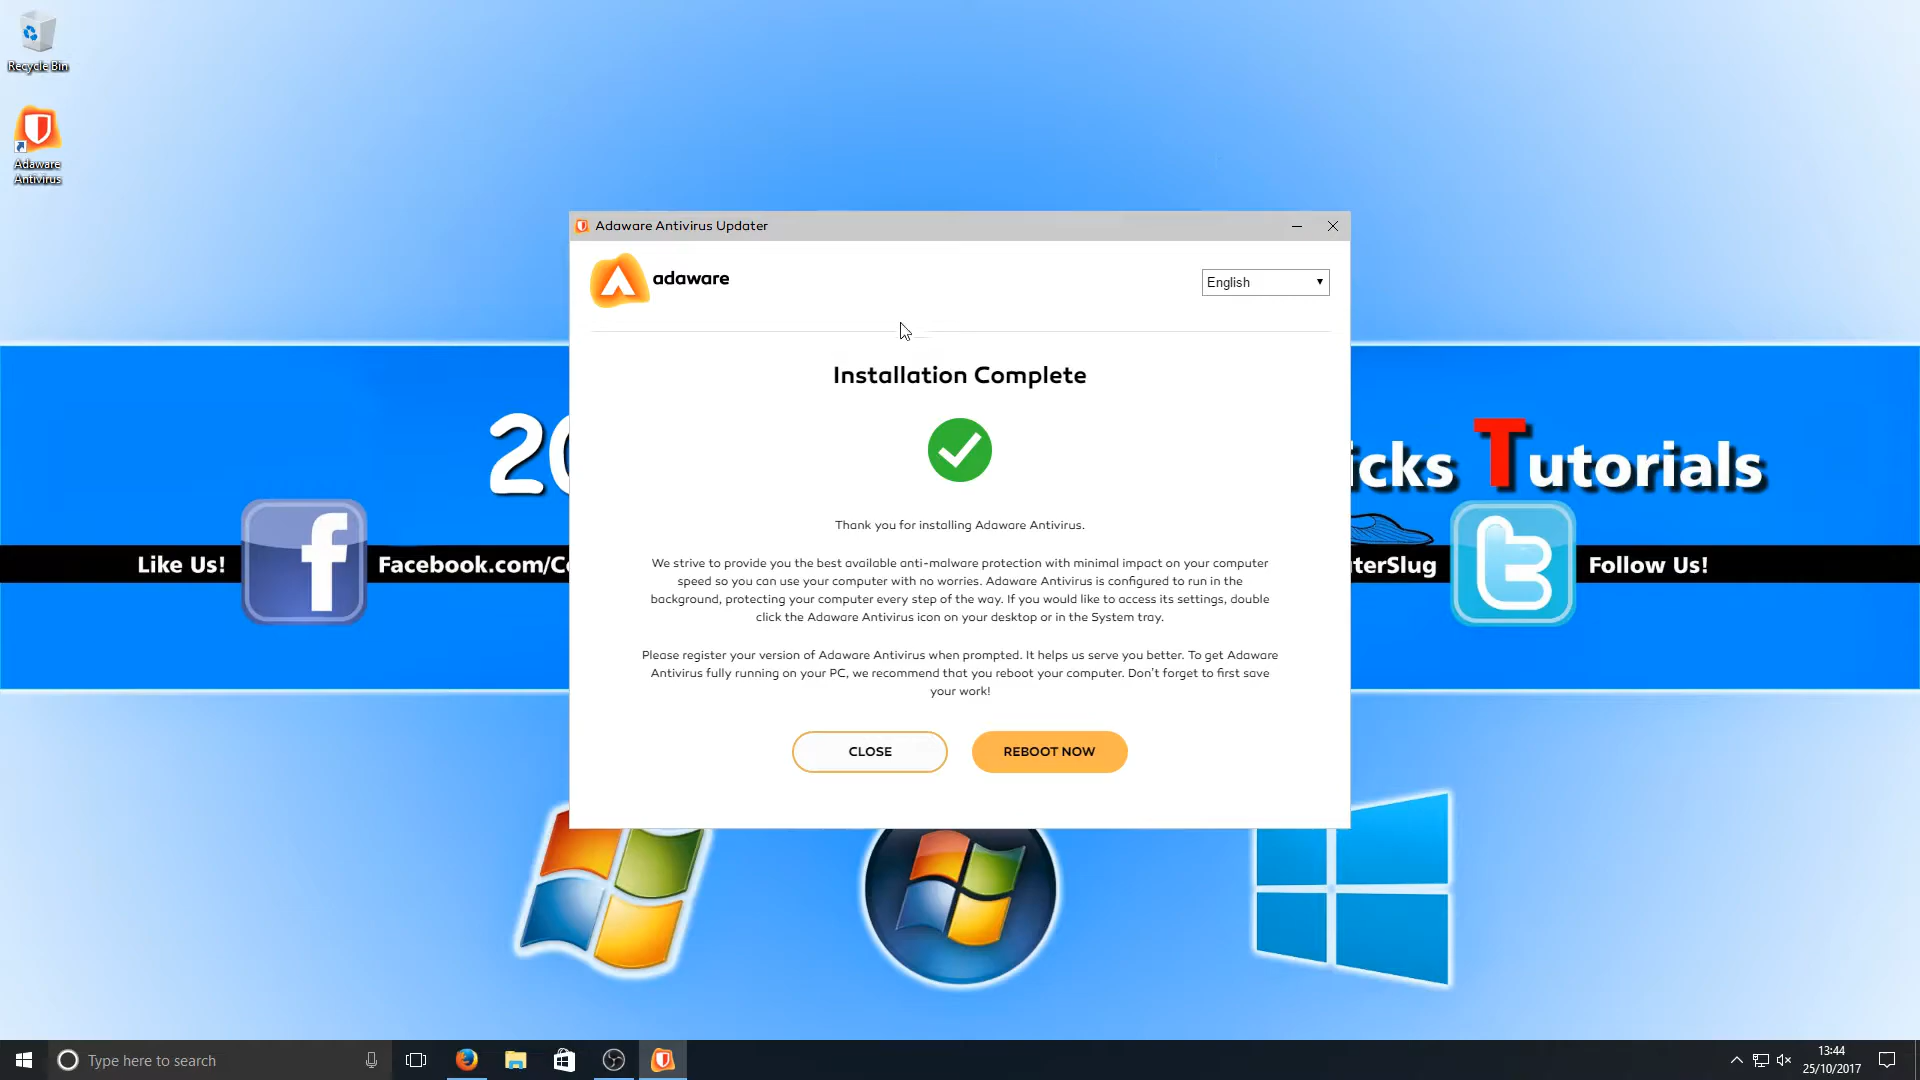 Recycle Bin
Adaware
Antivirus
Adaware Antivirus Updater
adaware
English
Installation Complete
Thank you for installing Adaware Antivirus.
We strive to provide you the best available anti-malware protection with minimal impact on your computer
speed so you can use your computer with no worries. Adaware Antivirus is configured to run in the
background, protecting your computer every step of the way. If you would like to access its settings, double
click the Adaware Antivirus icon on your desktop or in the System tray.
Please register your version of Adaware Antivirus when prompted. It helps us serve you better. To get Adaware
Antivirus fully running on your PC, we recommend that you reboot your computer. Don't forget to first save
your work!
CLOSE
REBOOT NOW
20
icks Tutorials
Like Us!
Facebook.com/Co
terSlug
Follow Us!
Type here to search
13:44
25/10/2017